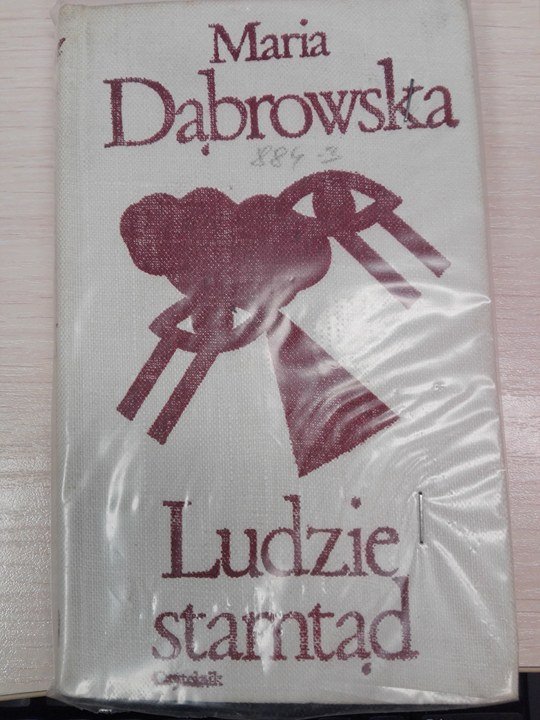 Maria
Dąbrowska
884-3
Ludzie
stamtąd
Czytelnik